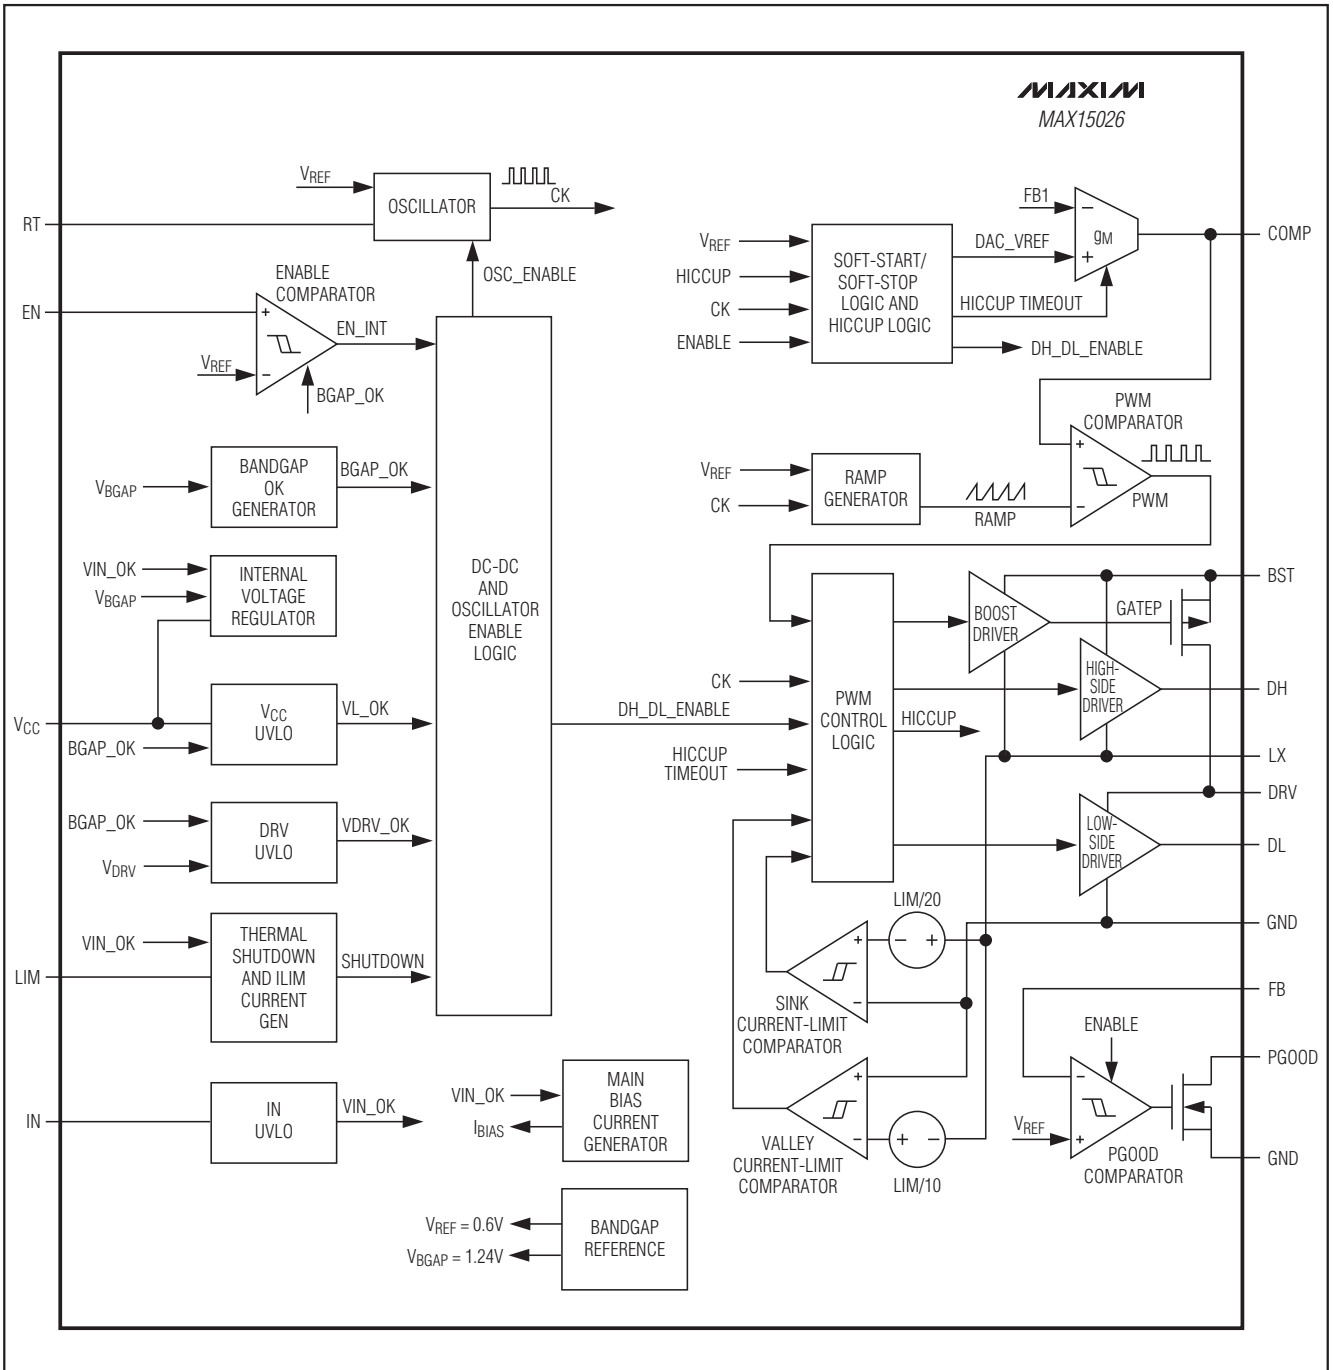 MAXIM
MAX15026
VREF
OSCILLATOR
CK
RT
OSC_ENABLE
ENABLE
COMPARATOR
EN
+
EN_INT
VREF
−
BGAP_OK
BANDGAP
OK
GENERATOR
VBGAP
BGAP_OK
VIN_OK
VBGAP
INTERNAL
VOLTAGE
REGULATOR
DC-DC
AND
OSCILLATOR
ENABLE
LOGIC
VCC
BGAP_OK
VCC
UVLO
VL_OK
BGAP_OK
VDRV
DRV
UVLO
VDRV_OK
VIN_OK
LIM
THERMAL
SHUTDOWN
AND ILIM
CURRENT
GEN
SHUTDOWN
IN
IN
UVLO
VIN_OK
VIN_OK
IBIAS
MAIN
BIAS
CURRENT
GENERATOR
VREF = 0.6V
VBGAP = 1.24V
BANDGAP
REFERENCE
VREF
HICCUP
CK
ENABLE
SOFT-START/
SOFT-STOP
LOGIC AND
HICCUP LOGIC
FB1
−
gM
DAC_VREF
+
HICCUP TIMEOUT
DH_DL_ENABLE
COMP
PWM
COMPARATOR
+
−
PWM
VREF
CK
RAMP
GENERATOR
RAMP
CK
DH_DL_ENABLE
HICCUP
TIMEOUT
PWM
CONTROL
LOGIC
HICCUP
BOOST
DRIVER
GATEP
BST
HIGH-
SIDE
DRIVER
DH
LX
DRV
LOW-
SIDE
DRIVER
DL
GND
LIM/20
− +
+
−
SINK
CURRENT-LIMIT
COMPARATOR
+
−
+ −
LIM/10
VALLEY
CURRENT-LIMIT
COMPARATOR
FB
ENABLE
−
VREF
+
PGOOD
COMPARATOR
PGOOD
GND